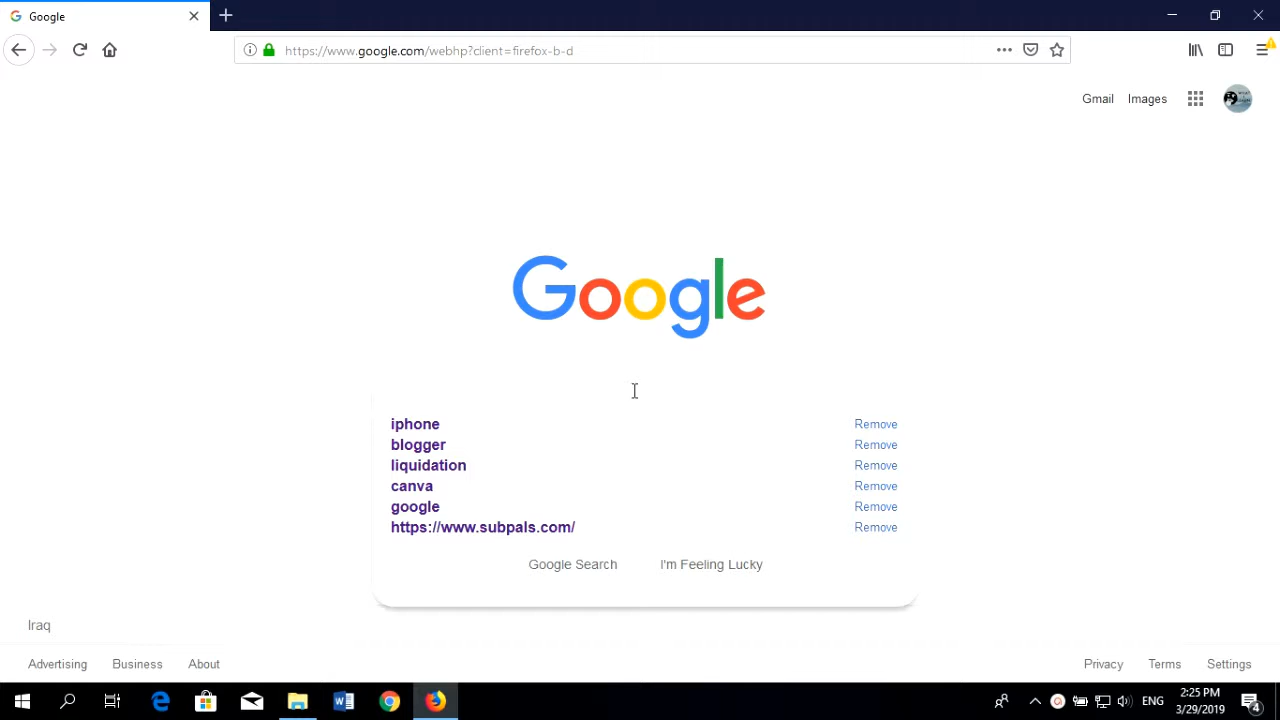 Google
https://www.google.com/webhp?client=firefox-b-d
Gmail Images
Google
iphone Remove
blogger Remove
liquidation Remove
canva Remove
google Remove
https://www.subpals.com/ Remove
Google Search I'm Feeling Lucky
Iraq
Advertising Business About Privacy Terms Settings
ENG
2:25 PM
3/29/2019
4